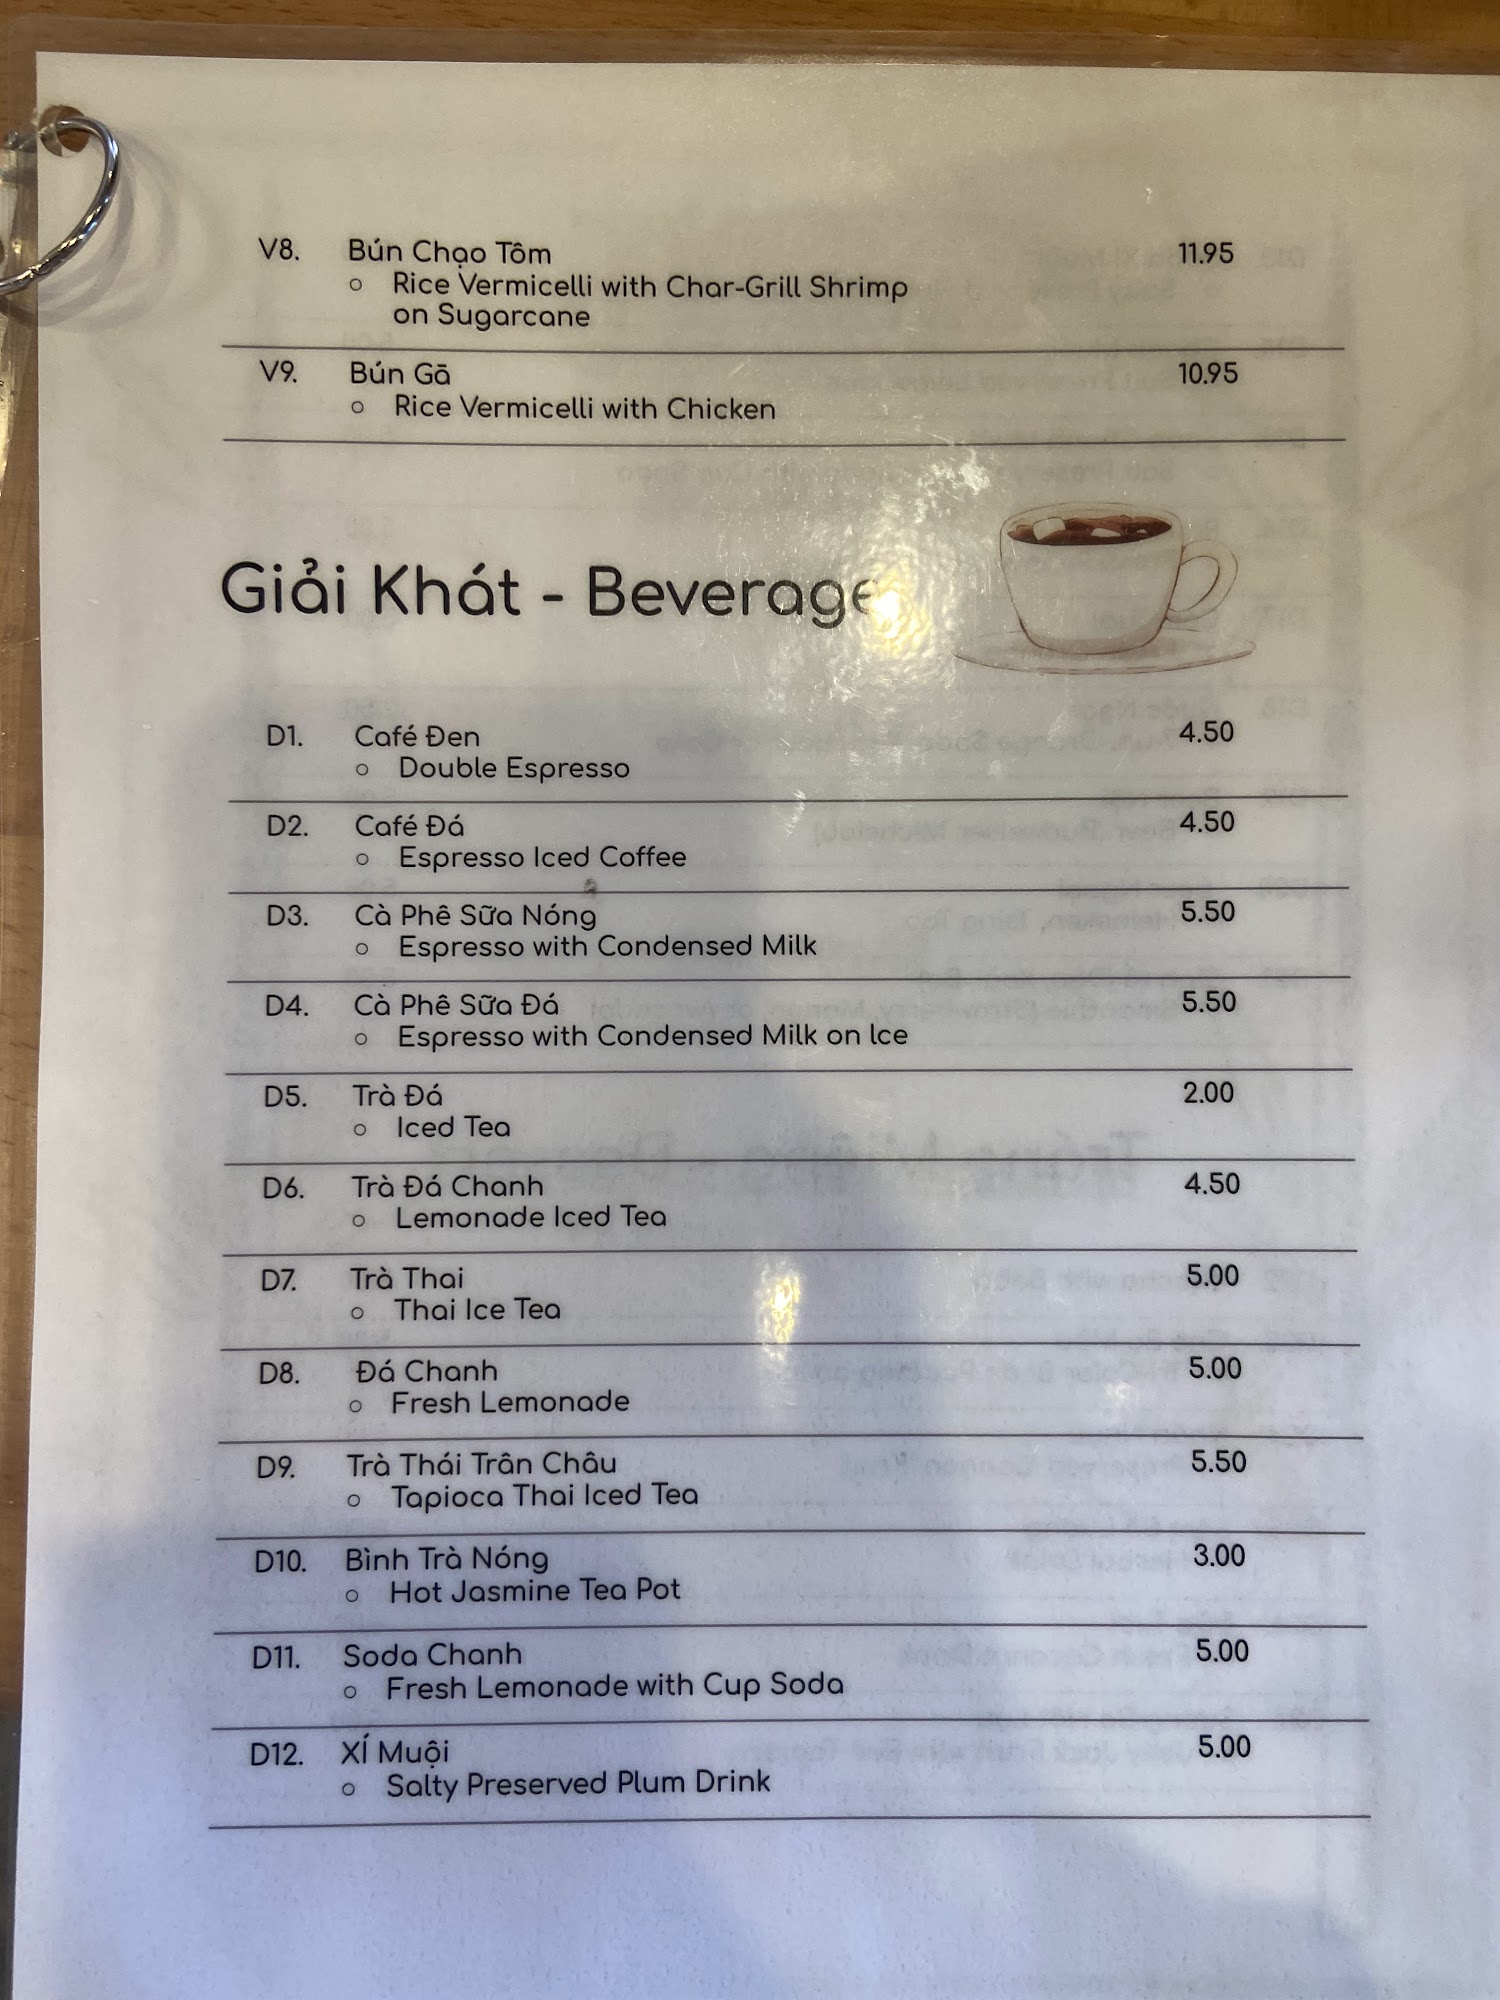 V8. Bún Chạo Tôm 11.95
○ Rice Vermicelli with Char-Grill Shrimp
on Sugarcane
V9. Bún Gā 10.95
○ Rice Vermicelli with Chicken
Giải Khát - Beverage
D1. Café Đen 4.50
○ Double Espresso
D2. Café Đá 4.50
○ Espresso Iced Coffee
D3. Cà Phê Sữa Nóng 5.50
○ Espresso with Condensed Milk
D4. Cà Phê Sữa Đá 5.50
○ Espresso with Condensed Milk on Ice
D5. Trà Đá 2.00
○ Iced Tea
D6. Trà Đá Chanh 4.50
○ Lemonade Iced Tea
D7. Trà Thai 5.00
○ Thai Ice Tea
D8. Đá Chanh 5.00
○ Fresh Lemonade
D9. Trà Thái Trân Châu 5.50
○ Tapioca Thai Iced Tea
D10. Bình Trà Nóng 3.00
○ Hot Jasmine Tea Pot
D11. Soda Chanh 5.00
○ Fresh Lemonade with Cup Soda
D12. XÍ Muội 5.00
○ Salty Preserved Plum Drink